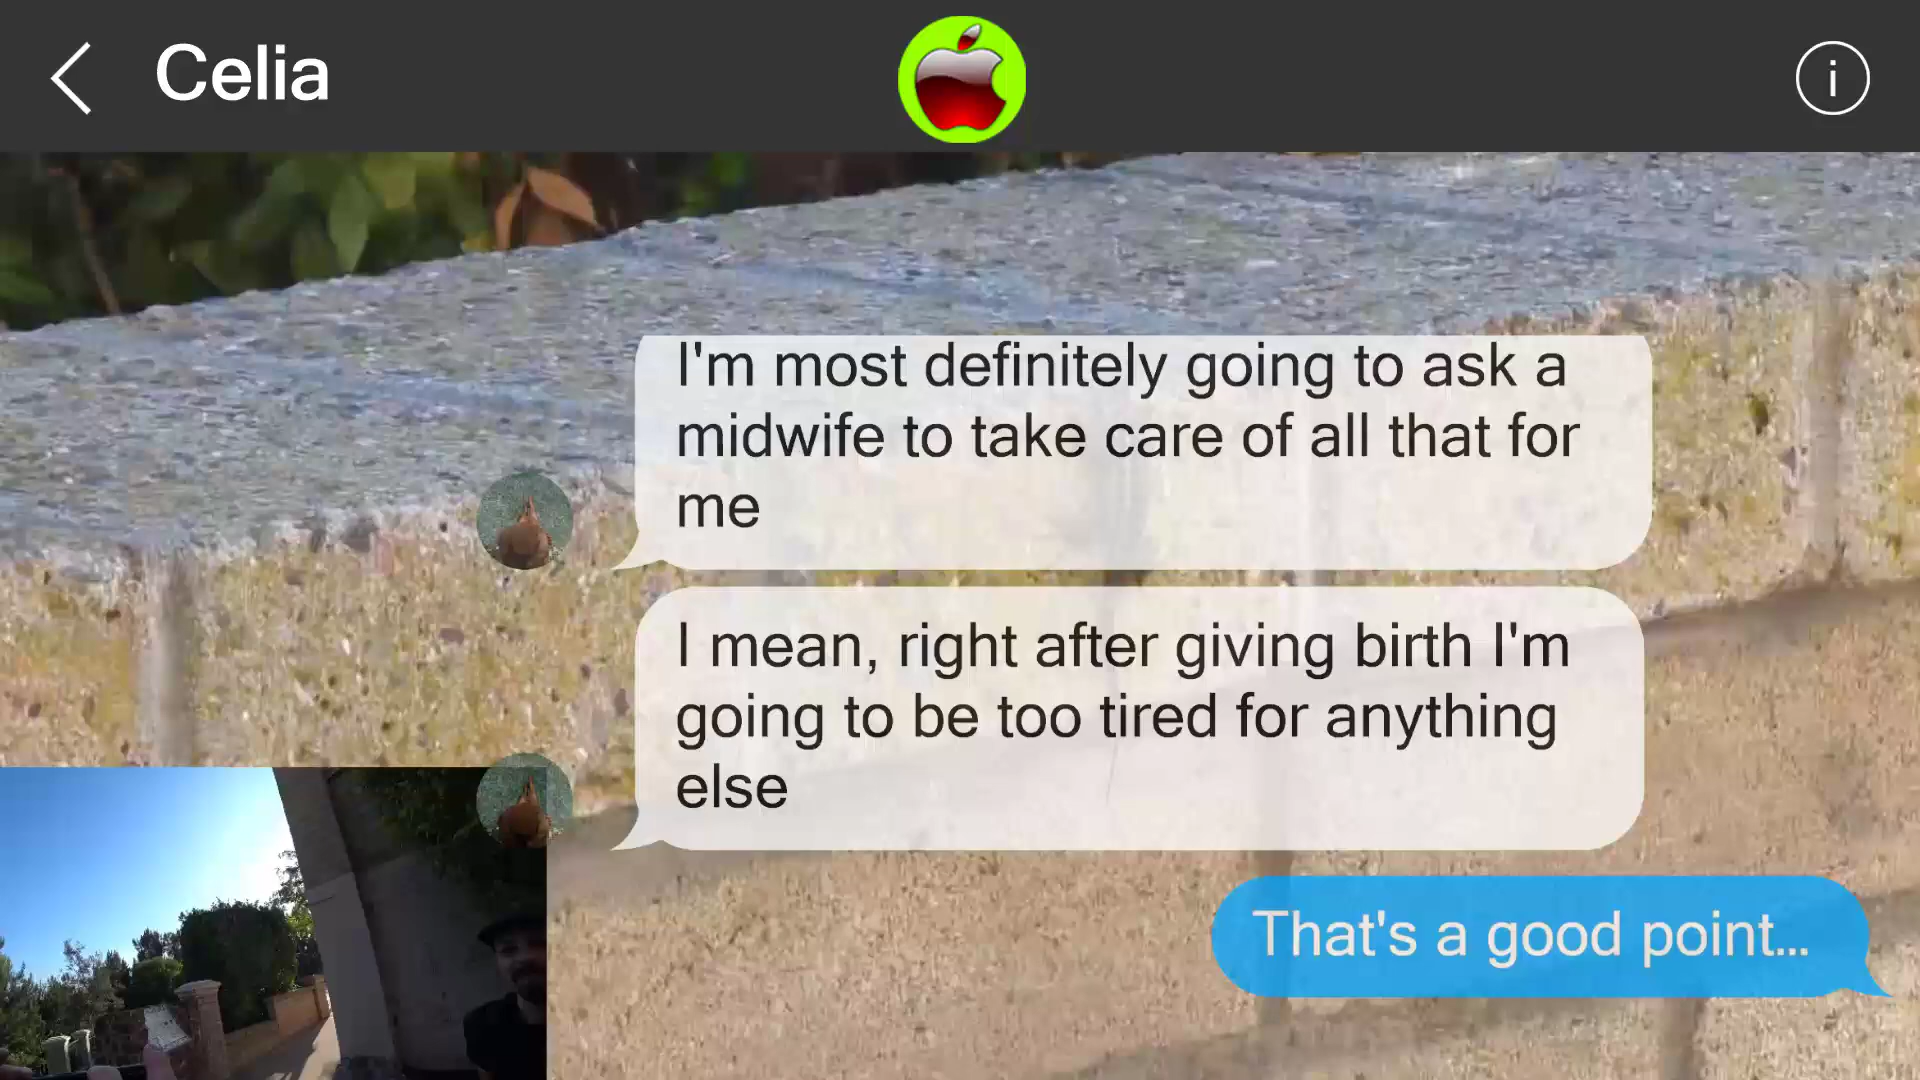 Celia
i
I'm most definitely going to ask a
midwife to take care of all that for
me
I mean, right after giving birth I'm
going to be too tired for anything
else
That's a good point...